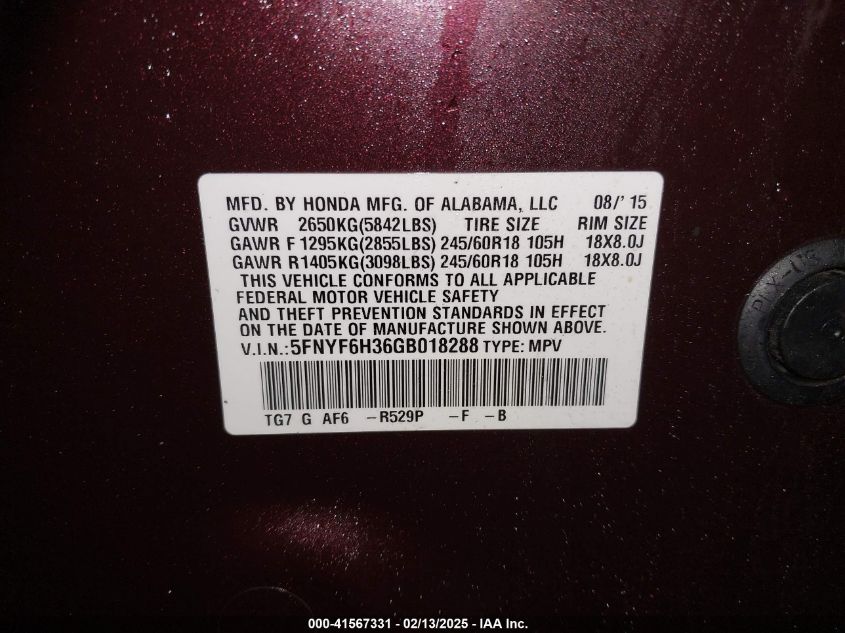 MFD. BY HONDA MFG. OF ALABAMA, LLC 08/' 15
GVWR 2650KG(5842LBS) TIRE SIZE RIM SIZE
GAWR F 1295KG(2855LBS) 245/60R18 105H 18X8.0J
GAWR R1405KG(3098LBS) 245/60R18 105H 18X8.0J
THIS VEHICLE CONFORMS TO ALL APPLICABLE
FEDERAL MOTOR VEHICLE SAFETY
AND THEFT PREVENTION STANDARDS IN EFFECT
ON THE DATE OF MANUFACTURE SHOWN ABOVE.
V.I.N.:5FNYF6H36GB018288 TYPE: MPV
TG7 G AF6 -R529P -F -B
000-41567331 - 02/13/2025 - IAA Inc.